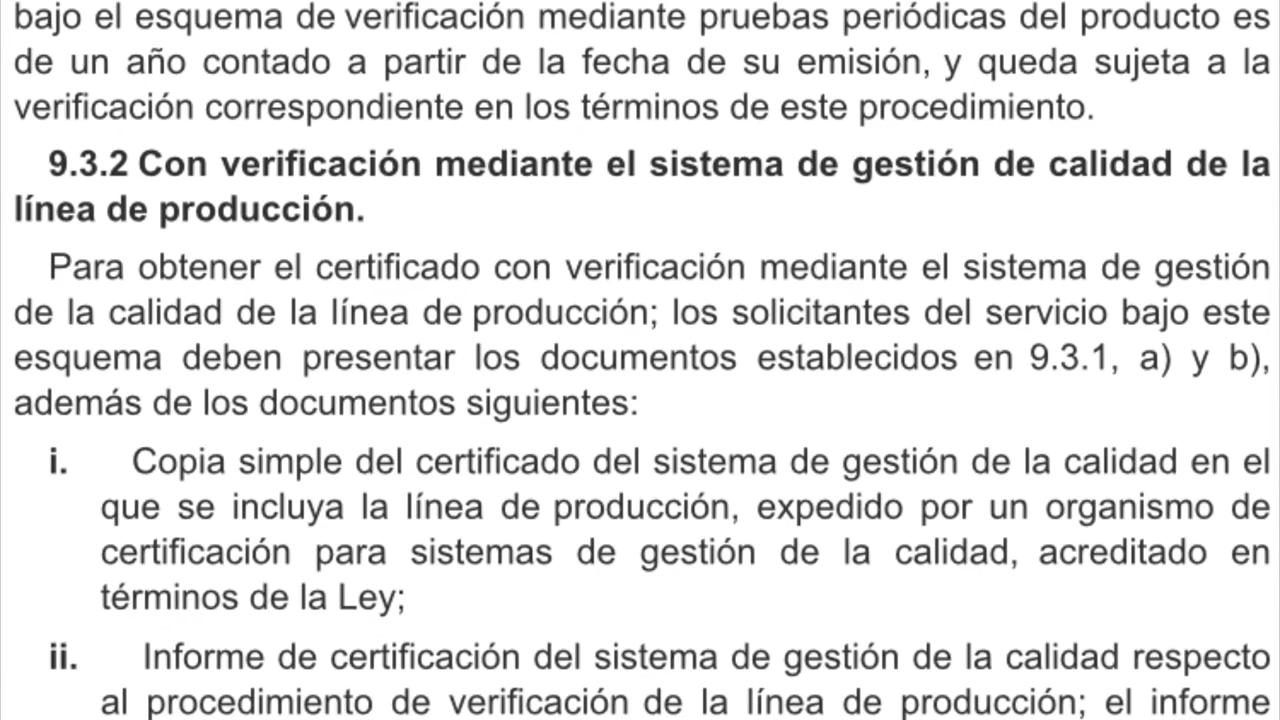 bajo el esquema de verificación mediante pruebas periódicas del producto es
de un año contado a partir de la fecha de su emisión, y queda sujeta a la
verificación correspondiente en los términos de este procedimiento.
9.3.2 Con verificación mediante el sistema de gestión de calidad de la
línea de producción.
Para obtener el certificado con verificación mediante el sistema de gestión
de la calidad de la línea de producción; los solicitantes del servicio bajo este
esquema deben presentar los documentos establecidos en 9.3.1, a) y b),
además de los documentos siguientes:
i. Copia simple del certificado del sistema de gestión de la calidad en el
que se incluya la línea de producción, expedido por un organismo de
certificación para sistemas de gestión de la calidad, acreditado en
términos de la Ley;
ii. Informe de certificación del sistema de gestión de la calidad respecto
al procedimiento de verificación de la línea de producción; el informe